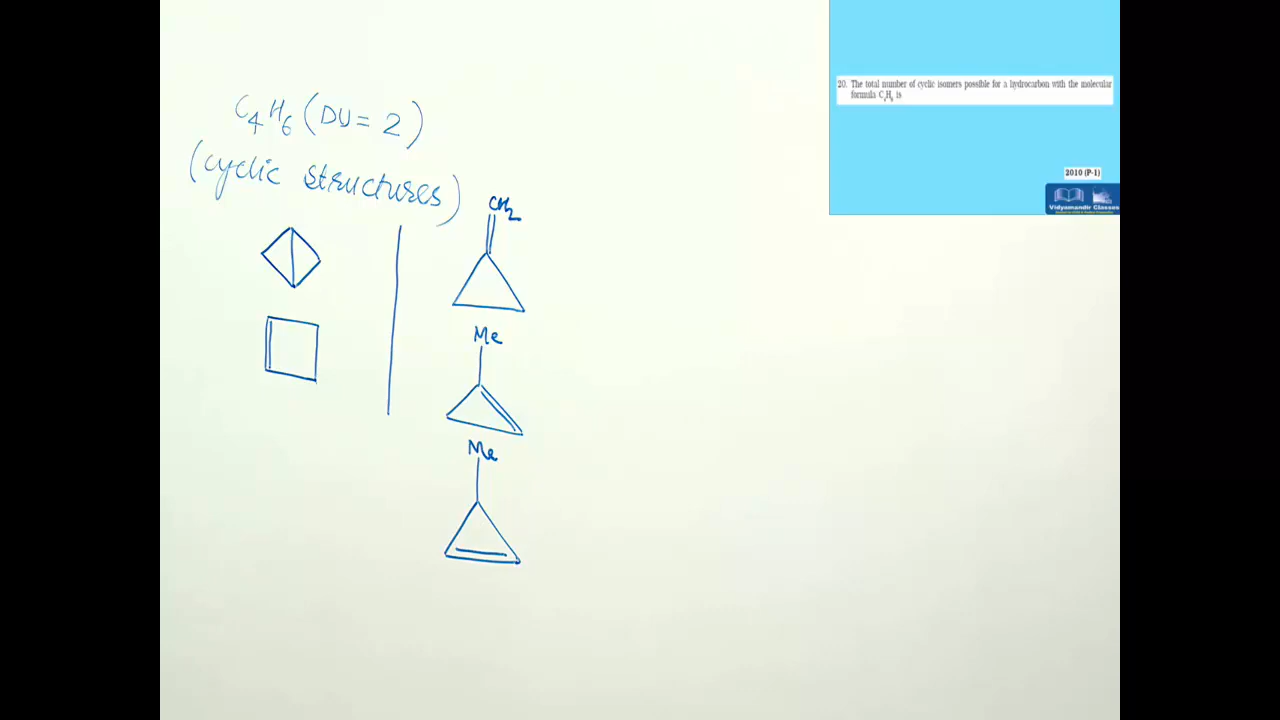 C4H6 (DU = 2)
(cyclic structures)
CH2
Me
Me
20. The total number of cyclic isomers possible for a hydrocarbon with the molecular
formula C4H6 is
2010 (P-1)
Vidyamandir Classes